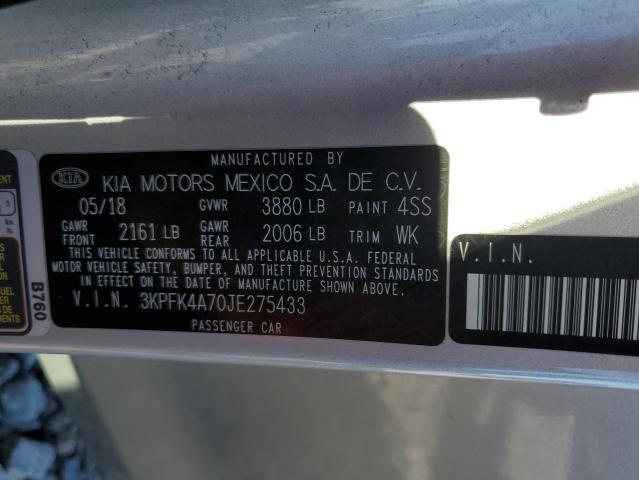 MANUFACTURED BY
KIA KIA MOTORS MEXICO S.A. DE C.V.
05/18 GVWR 3880 LB PAINT 4SS
GAWR FRONT 2161 LB GAWR REAR 2006 LB TRIM WK
THIS VEHICLE CONFORMS TO ALL APPLICABLE U.S.A. FEDERAL
MOTOR VEHICLE SAFETY, BUMPER, AND THEFT PREVENTION STANDARDS
IN EFFECT ON THE DATE OF MANUFACTURE SHOWN ABOVE.
V.I.N. 3KPFK4A70JE275433
PASSENGER CAR
B760
V.I.N.